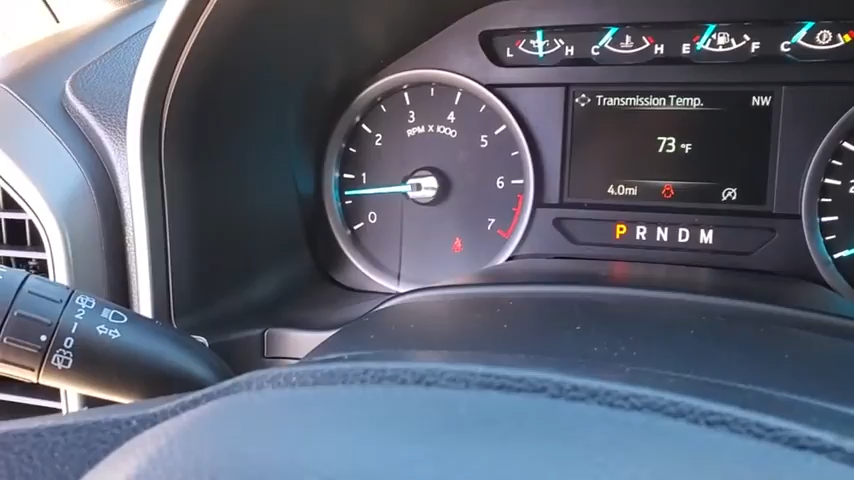 L H C H E F C
Transmission Temp. NW
73 °F
4.0mi
P R N D M
0 1 2 3 4 5 6 7
RPM X 1000
2
1
0